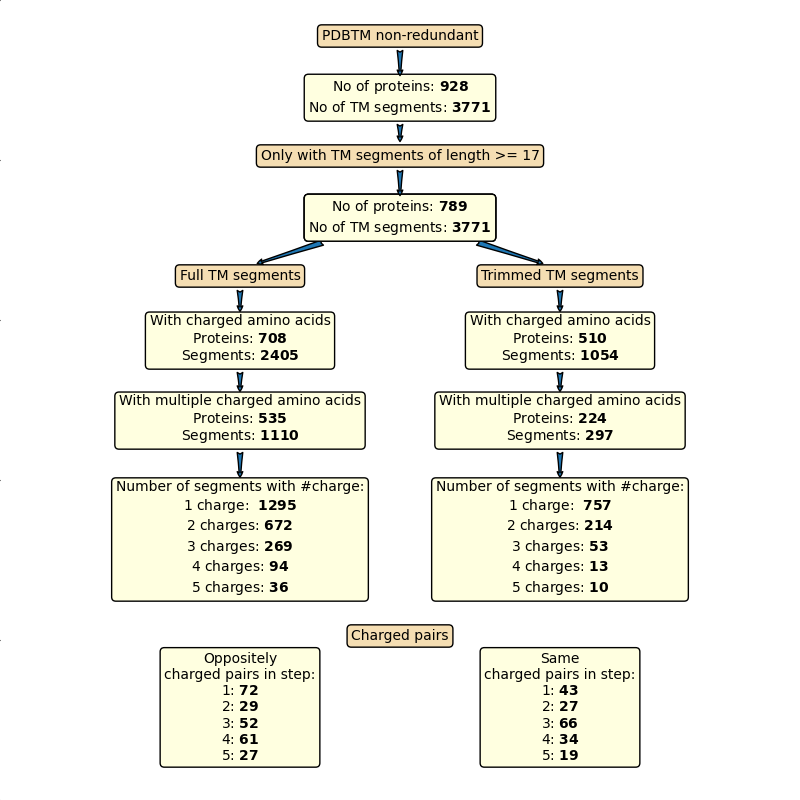 PDBTM non-redundant
No of proteins: 928
No of TM segments: 3771
Only with TM segments of length >= 17
No of proteins: 789
No of TM segments: 3771
Full TM segments
With charged amino acids
Proteins: 708
Segments: 2405
With multiple charged amino acids
Proteins: 535
Segments: 1110
Number of segments with #charge:
1 charge:  1295
2 charges: 672
3 charges: 269
4 charges: 94
5 charges: 36
Trimmed TM segments
With charged amino acids
Proteins: 510
Segments: 1054
With multiple charged amino acids
Proteins: 224
Segments: 297
Number of segments with #charge:
1 charge:  757
2 charges: 214
3 charges: 53
4 charges: 13
5 charges: 10
Charged pairs
Oppositely
charged pairs in step:
1: 72
2: 29
3: 52
4: 61
5: 27
Same
charged pairs in step:
1: 43
2: 27
3: 66
4: 34
5: 19